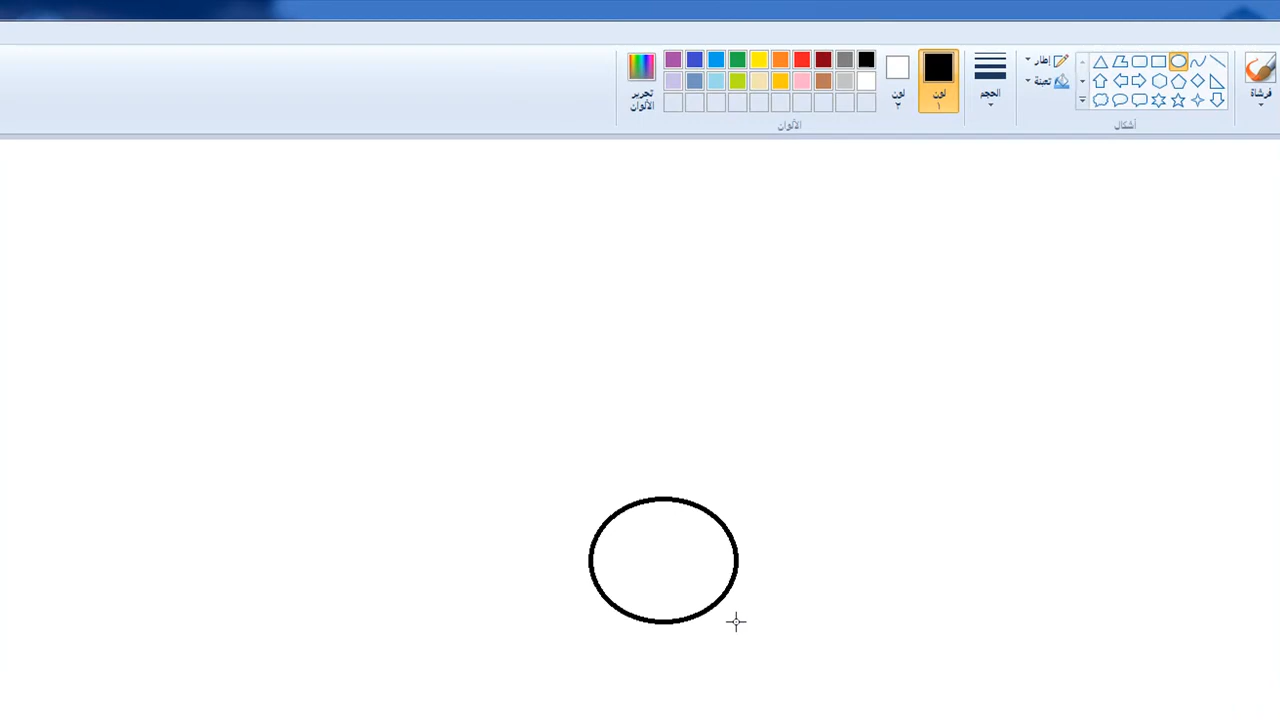 فرشاة
إطار
تعبئة
أشكال
الحجم
لون
١
لون
٢
تحرير
الألوان
الألوان